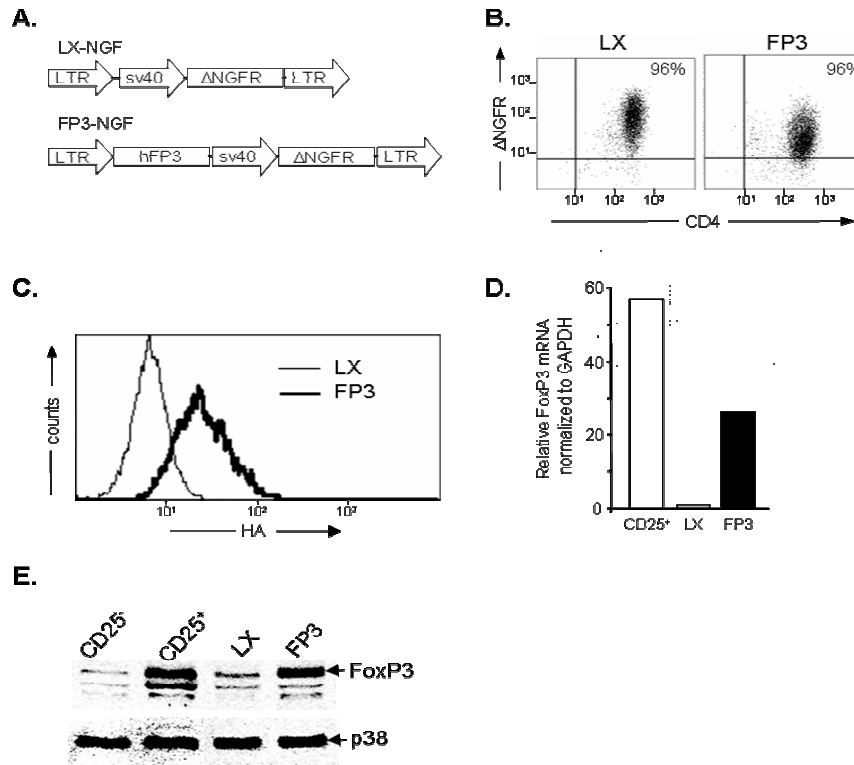 A.
LX-NGF
LTR sv40 ΔNGFR LTR
FP3-NGF
LTR hFP3 sv40 ΔNGFR LTR
B.
LX FP3
96% 96%
ΔNGFR
10³
10²
10¹
10¹ 10² 10³ 10¹ 10² 10³
CD4
C.
LX
FP3
counts
10¹ 10² 10³
HA
D.
Relative FoxP3 mRNA
normalized to GAPDH
60
40
20
0
CD25⁺ LX FP3
E.
CD25⁻ CD25⁺ LX FP3
FoxP3
p38